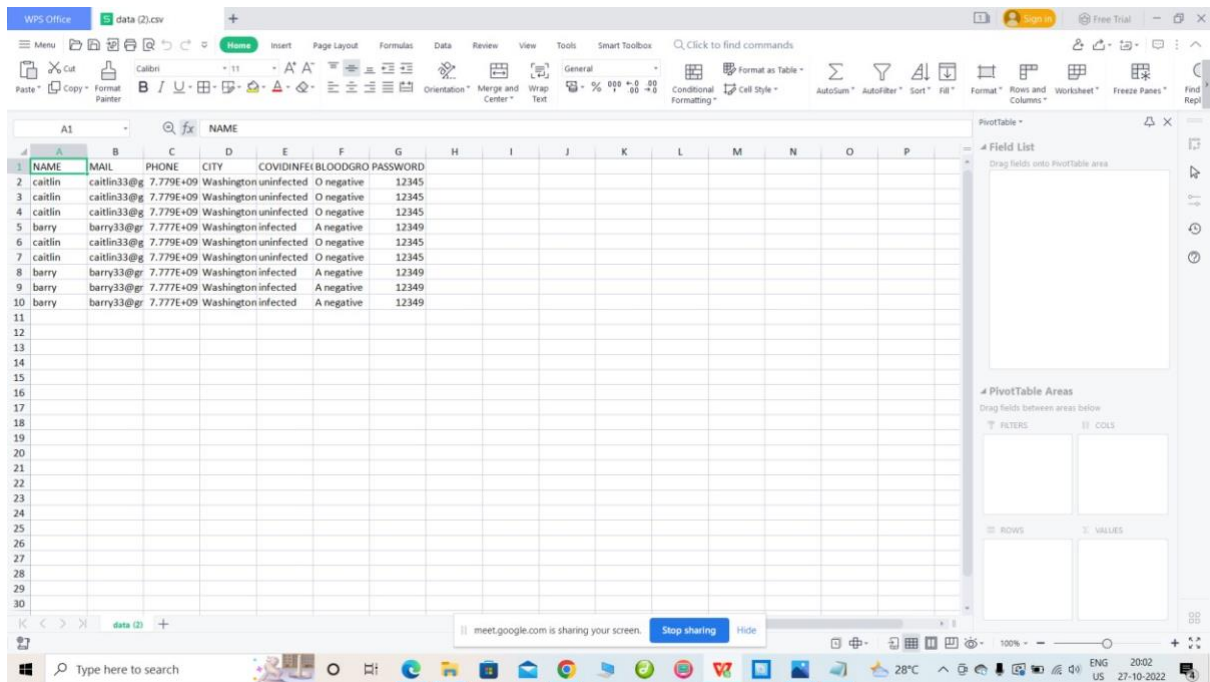 WPS Office data (2).csv + Sign in Free Trial
Menu Home Insert Page Layout Formulas Data Review View Tools Smart Toolbox Click to find commands
Cut Calibri 11 General Format as Table
Paste Copy Format Painter Orientation Merge and Center Wrap Text Conditional Formatting Cell Style AutoSum AutoFilter Sort Fill Format Rows and Columns Worksheet Freeze Panes Find
A1 fx NAME
A B C D E F G H I J K L M N O P
1 NAME MAIL PHONE CITY COVIDINFE BLOODGRO PASSWORD
2 caitlin caitlin33@g 7.779E+09 Washington uninfected O negative 12345
3 caitlin caitlin33@g 7.779E+09 Washington uninfected O negative 12345
4 caitlin caitlin33@g 7.779E+09 Washington uninfected O negative 12345
5 barry barry33@gr 7.777E+09 Washington infected A negative 12349
6 caitlin caitlin33@g 7.779E+09 Washington uninfected O negative 12345
7 caitlin caitlin33@g 7.779E+09 Washington uninfected O negative 12345
8 barry barry33@gr 7.777E+09 Washington infected A negative 12349
9 barry barry33@gr 7.777E+09 Washington infected A negative 12349
10 barry barry33@gr 7.777E+09 Washington infected A negative 12349
11
12
13
14
15
16
17
18
19
20
21
22
23
24
25
26
27
28
29
30
PivotTable
Field List
Drag fields onto PivotTable area
PivotTable Areas
Drag fields between areas below
FILTERS COLS
ROWS VALUES
data (2) +
meet.google.com is sharing your screen. Stop sharing Hide
100%
Type here to search 28°C ENG US 20:02 27-10-2022